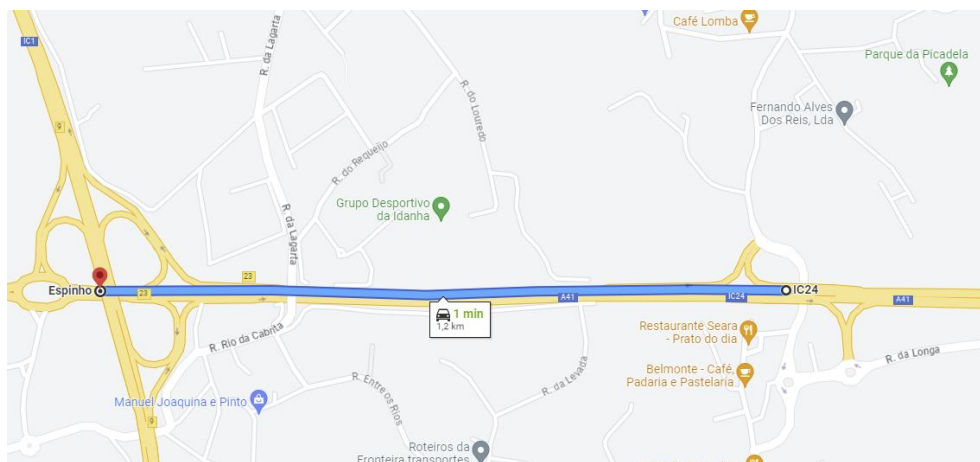 IC1
R. da Lagarta
Café Lomba
Parque da Picadela
Fernando Alves
Dos Reis, Lda
R. do Louredo
9
R. do Requeijo
Grupo Desportivo
da Idanha
R. da Lagarta
23
Espinho
23
IC24
A41
IC24
A41
1 min
1,2 km
Restaurante Seara
- Prato do dia
R. Rio da Cabrita
R. da Longa
Belmonte - Café,
Padaria e Pastelaria
R. Entre os Rios
R. da Levada
Manuel Joaquina e Pinto
9
Roteiros da
Fronteira transportes